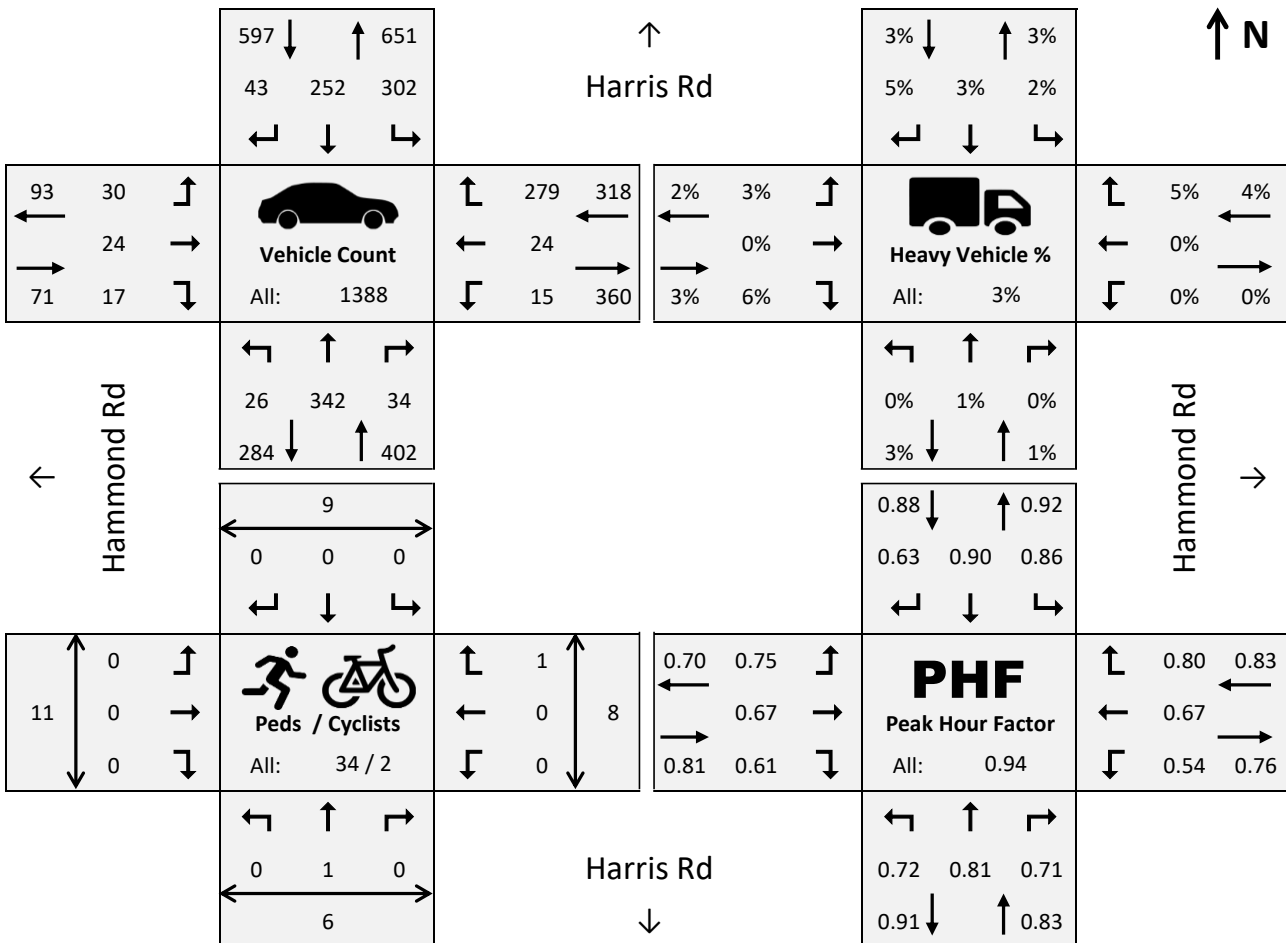 597 651 3% 3% N
Harris Rd
43 252 302 5% 3% 2%
93 30 279 318 2% 3% 5% 4%
24 Vehicle Count 24 0% Heavy Vehicle % 0%
71 17 All: 1388 15 360 3% 6% All: 3% 0% 0%
26 342 34 0% 1% 0%
284 402 3% 1%
Hammond Rd
Hammond Rd
9 0.88 0.92
0 0 0 0.63 0.90 0.86
0 1 0.70 0.75 PHF 0.80 0.83
11 0 Peds / Cyclists 0 8 0.67 Peak Hour Factor 0.67
0 All: 34 / 2 0 0.81 0.61 All: 0.94 0.54 0.76
0 1 0 Harris Rd 0.72 0.81 0.71
6 0.91 0.83